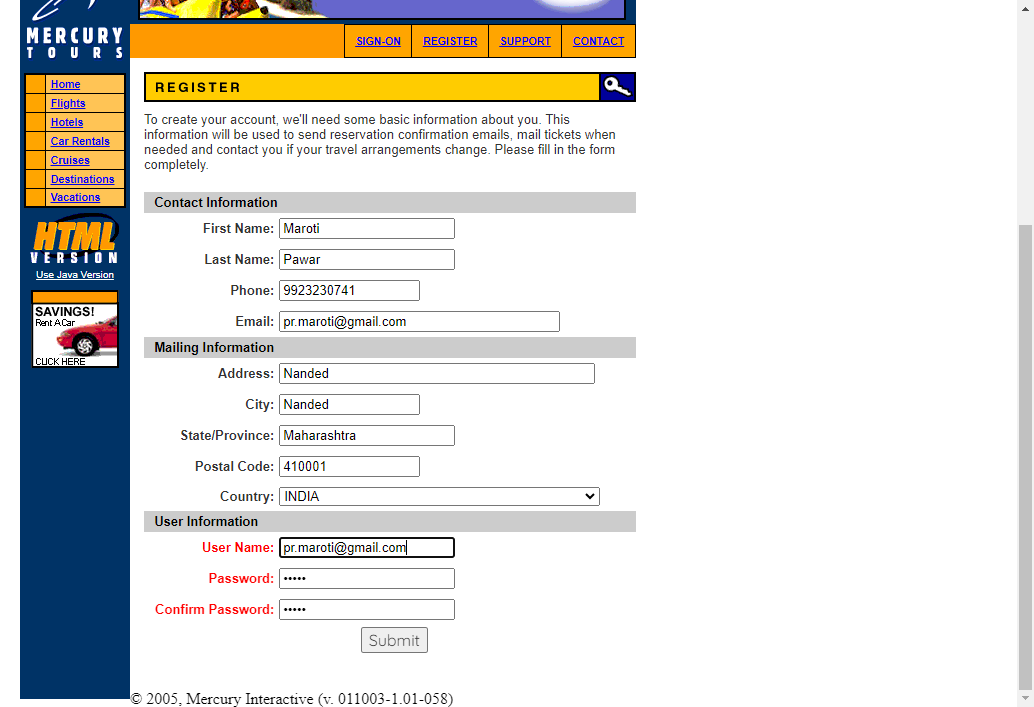 MERCURY
TOURS
SIGN-ON REGISTER SUPPORT CONTACT
Home
Flights
Hotels
Car Rentals
Cruises
Destinations
Vacations
HTML
VERSION
Use Java Version
SAVINGS!
Rent A Car
CLICK HERE
REGISTER
To create your account, we'll need some basic information about you. This
information will be used to send reservation confirmation emails, mail tickets when
needed and contact you if your travel arrangements change. Please fill in the form
completely.
Contact Information
First Name: Maroti
Last Name: Pawar
Phone: 9923230741
Email: pr.maroti@gmail.com
Mailing Information
Address: Nanded
City: Nanded
State/Province: Maharashtra
Postal Code: 410001
Country: INDIA
User Information
User Name: pr.maroti@gmail.com
Password: •••••
Confirm Password: •••••
Submit
© 2005, Mercury Interactive (v. 011003-1.01-058)